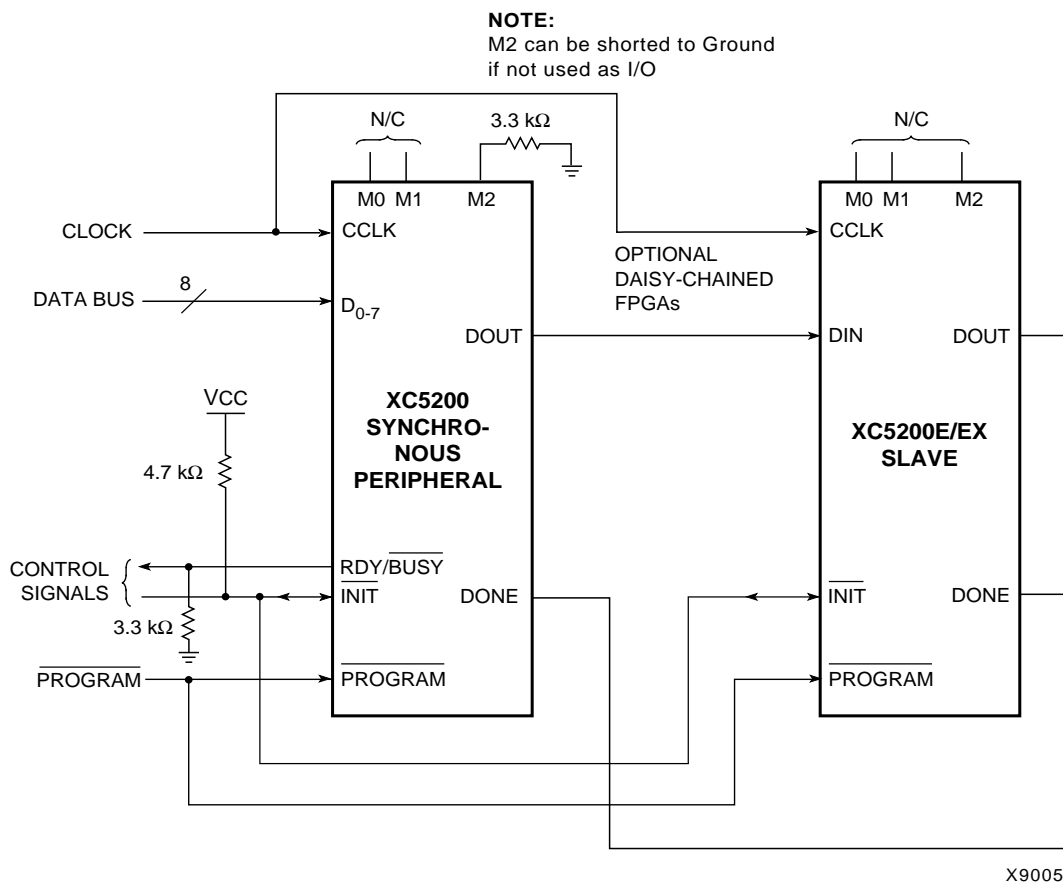 NOTE:
M2 can be shorted to Ground
if not used as I/O
N/C
3.3 kΩ
N/C
M0 M1 M2
M0 M1 M2
CLOCK
CCLK
CCLK
OPTIONAL
DAISY-CHAINED
FPGAs
8
DATA BUS
D0-7
DOUT
DIN
DOUT
VCC
4.7 kΩ
XC5200
SYNCHRO-
NOUS
PERIPHERAL
XC5200E/EX
SLAVE
CONTROL
SIGNALS
RDY/BUSY
INIT
DONE
INIT
DONE
3.3 kΩ
PROGRAM
PROGRAM
PROGRAM
X9005